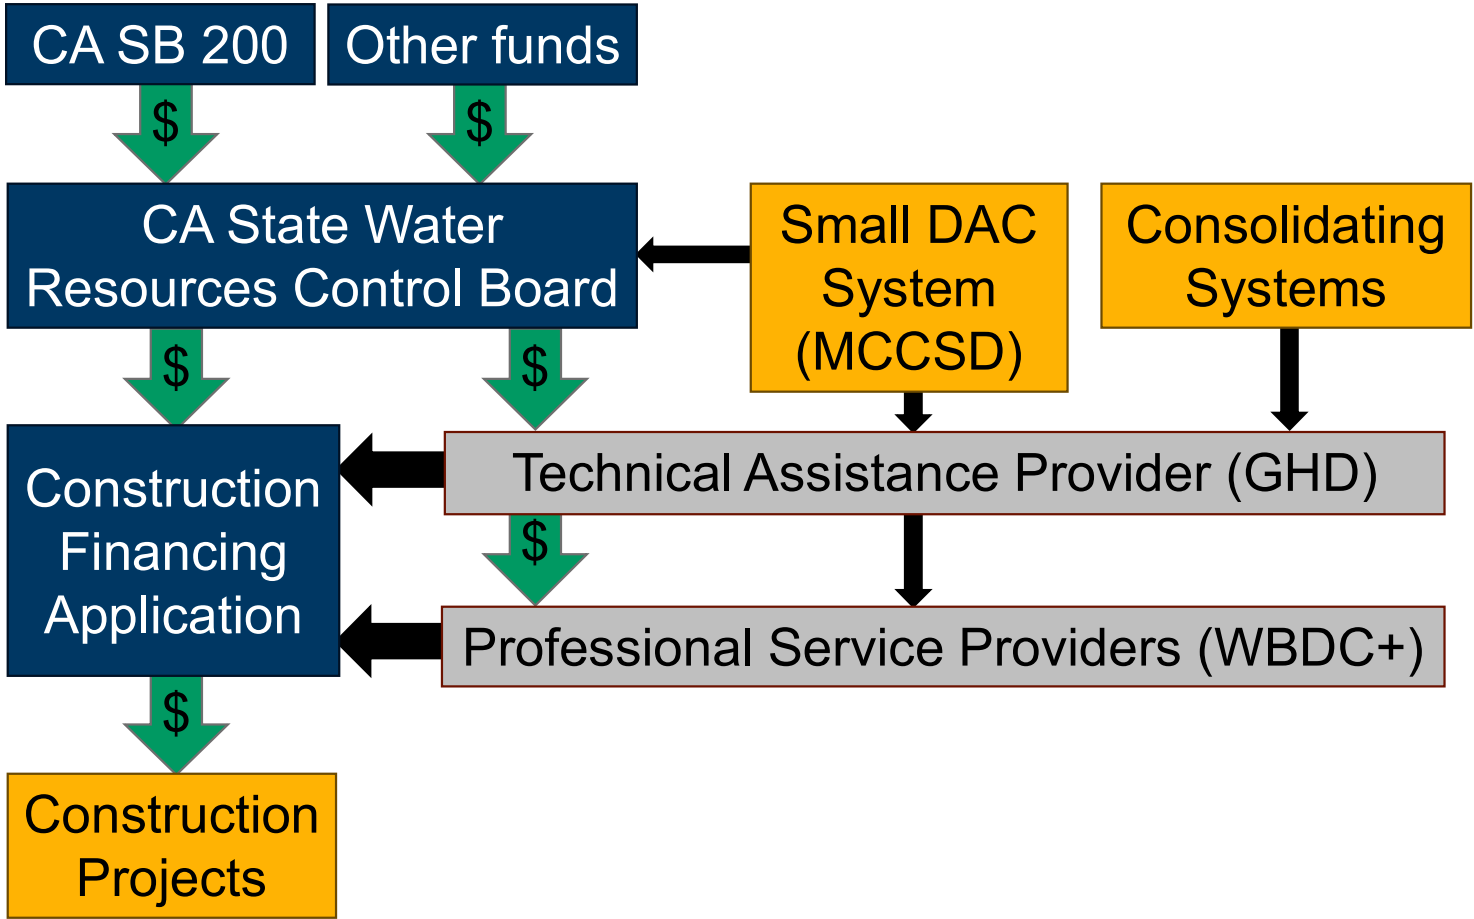 CA SB 200
Other funds
$
$
CA State Water
Resources Control Board
Small DAC
System
(MCCSD)
Consolidating
Systems
$
$
Construction
Financing
Application
Technical Assistance Provider (GHD)
$
Professional Service Providers (WBDC+)
$
Construction
Projects